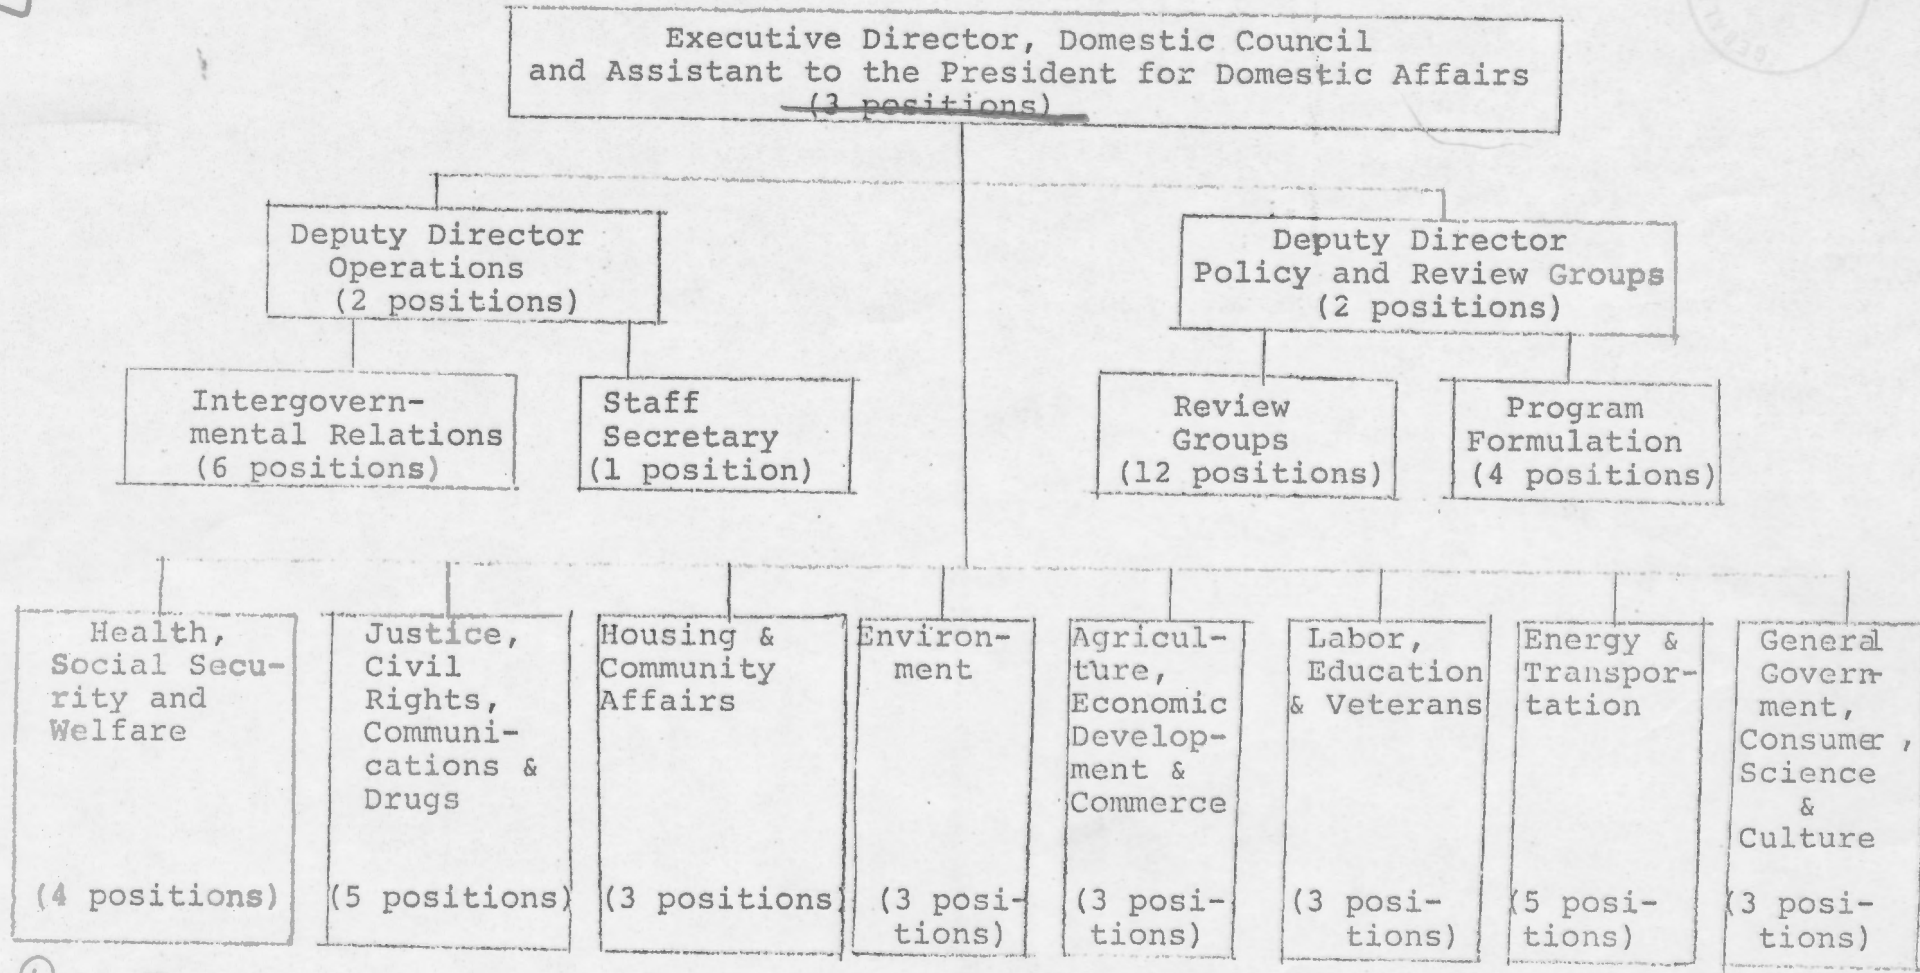 Executive Director, Domestic Council
and Assistant to the President for Domestic Affairs
(3 positions)
Deputy Director
Operations
(2 positions)
Deputy Director
Policy and Review Groups
(2 positions)
Intergovern-
mental Relations
(6 positions)
Staff
Secretary
(1 position)
Review
Groups
(12 positions)
Program
Formulation
(4 positions)
Health,
Social Secu-
rity and
Welfare
(4 positions)
Justice,
Civil
Rights,
Communi-
cations &
Drugs
(5 positions)
Housing &
Community
Affairs
(3 positions)
Environ-
ment
(3 posi-
tions)
Agricul-
ture,
Economic
Develop-
ment &
Commerce
(3 posi-
tions)
Labor,
Education
& Veterans
(3 posi-
tions)
Energy &
Transpor-
tation
(5 posi-
tions)
General
Govern-
ment,
Consumer,
Science
&
Culture
(3 posi-
tions)